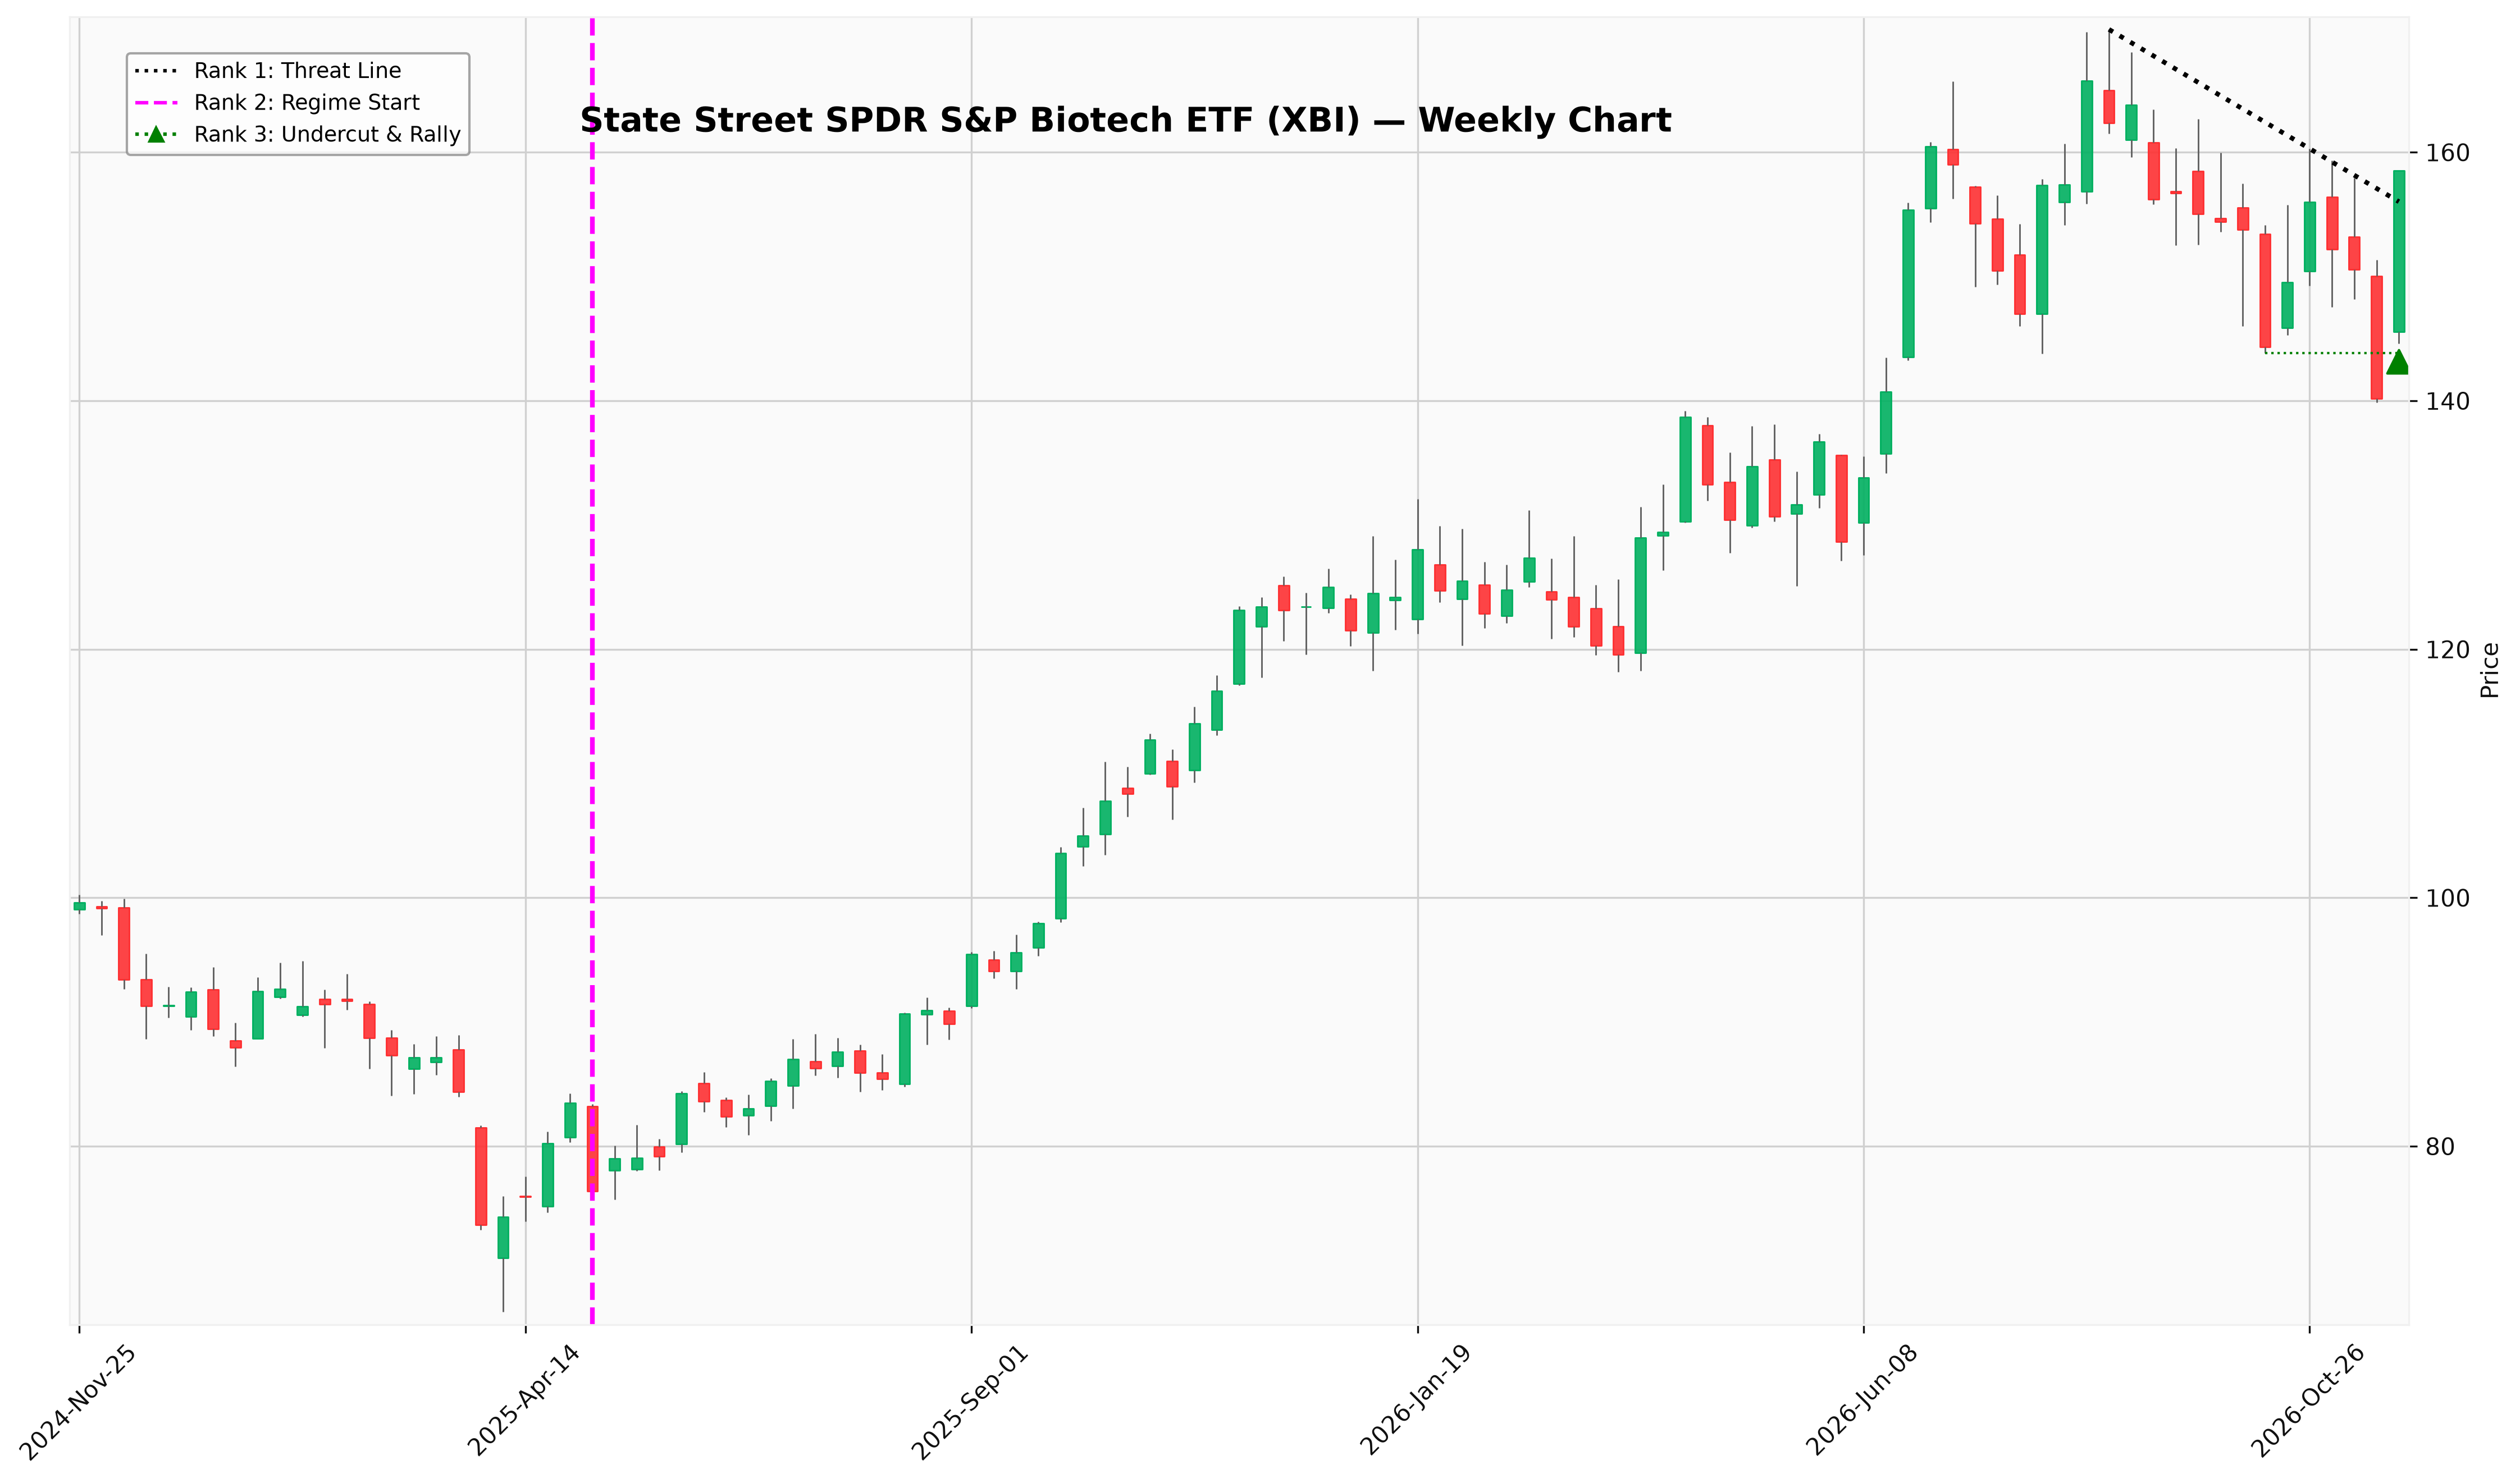 Rank 1: Threat Line
Rank 2: Regime Start
Rank 3: Undercut & Rally
State Street SPDR S&P Biotech ETF (XBI) — Weekly Chart
160
140
120
100
80
Price
2024-Nov-25
2025-Apr-14
2025-Sep-01
2026-Jan-19
2026-Jun-08
2026-Oct-26